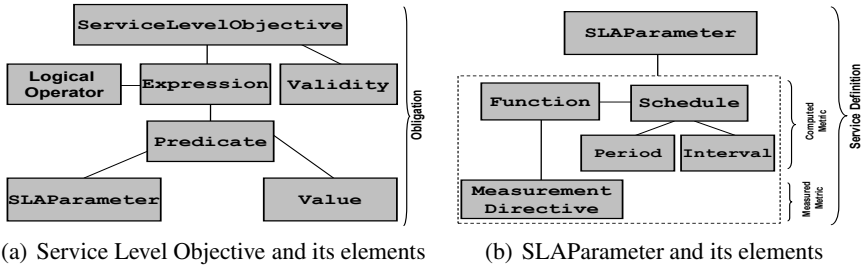 ServiceLevelObjective
Logical
Operator
Expression
Validity
Predicate
SLAParameter
Value
Obligation
(a) Service Level Objective and its elements
SLAParameter
Function
Schedule
Period
Interval
Measurement
Directive
Computed
Metric
Measured
Metric
Service Definition
(b) SLAParameter and its elements